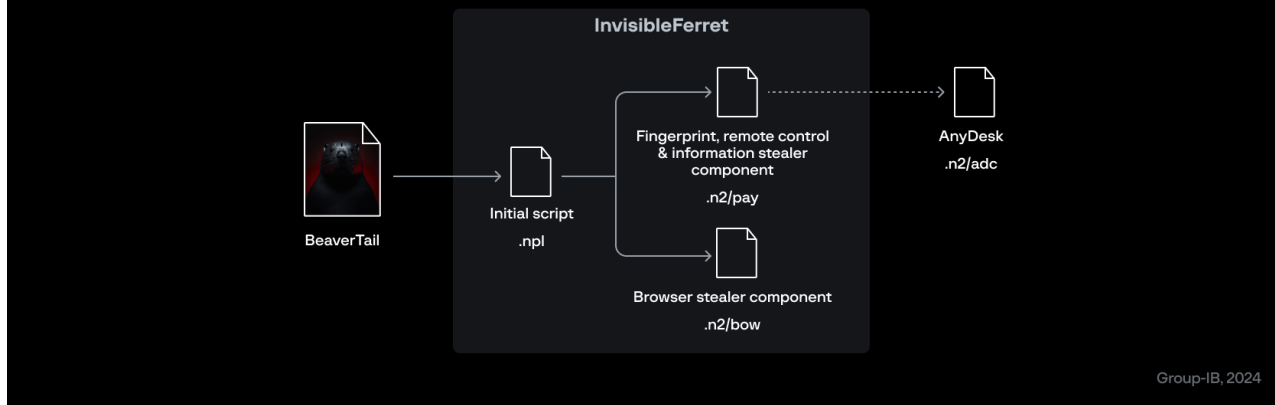 InvisibleFerret
Fingerprint, remote control
& information stealer
component
.n2/pay
AnyDesk
.n2/adc
Initial script
.npl
BeaverTail
Browser stealer component
.n2/bow
Group-IB, 2024